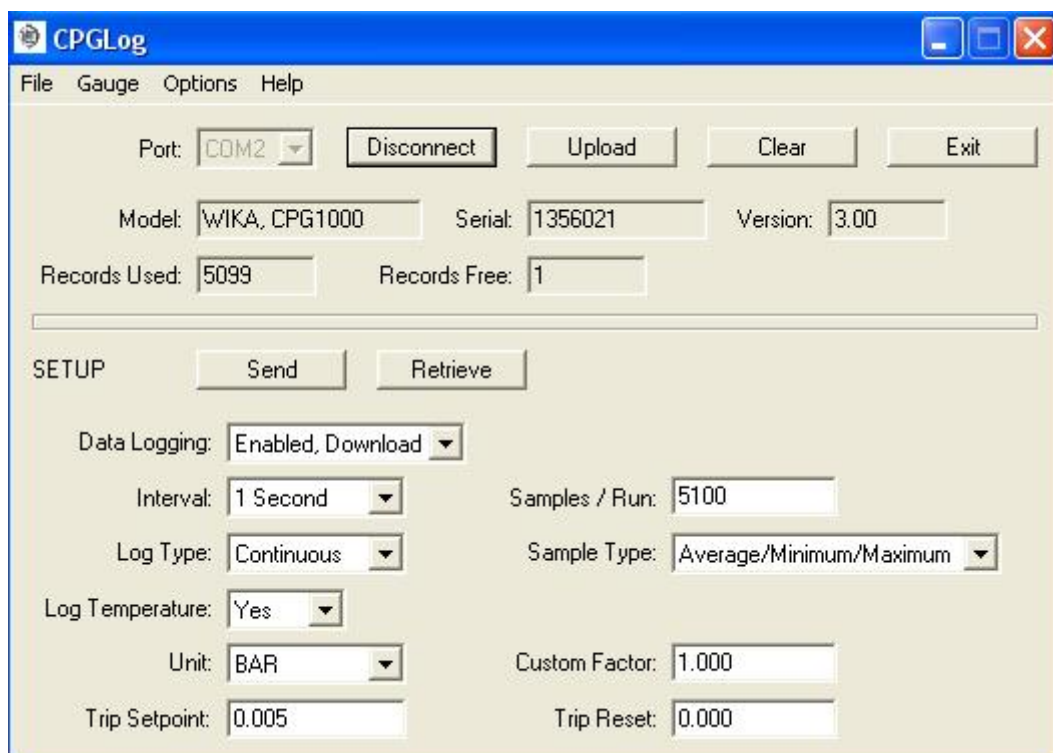 CPGLog
File Gauge Options Help
Port: COM2 Disconnect Upload Clear Exit
Model: WIKA, CPG1000 Serial: 1356021 Version: 3.00
Records Used: 5099 Records Free: 1
SETUP Send Retrieve
Data Logging: Enabled, Download
Interval: 1 Second Samples / Run: 5100
Log Type: Continuous Sample Type: Average/Minimum/Maximum
Log Temperature: Yes
Unit: BAR Custom Factor: 1.000
Trip Setpoint: 0.005 Trip Reset: 0.000